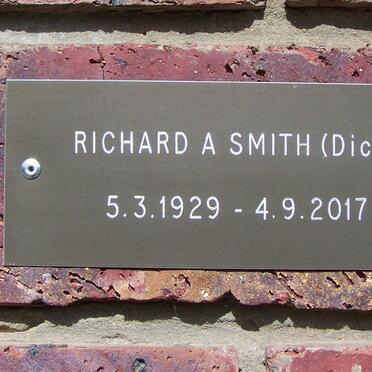 RICHARD A SMITH (Dic
5.3.1929 - 4.9.2017